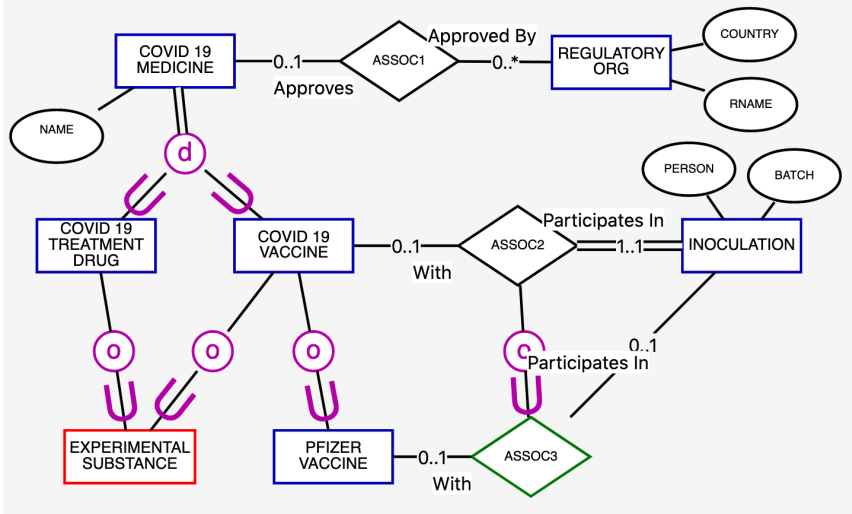 COVID 19
MEDICINE
0..1
Approves
ASSOC1
Approved By
0..*
REGULATORY
ORG
COUNTRY
RNAME
NAME
d
PERSON
BATCH
COVID 19
TREATMENT
DRUG
COVID 19
VACCINE
0..1
With
ASSOC2
Participates In
1..1
INOCULATION
o
o
o
o
Participates In
0..1
EXPERIMENTAL
SUBSTANCE
PFIZER
VACCINE
0..1
With
ASSOC3